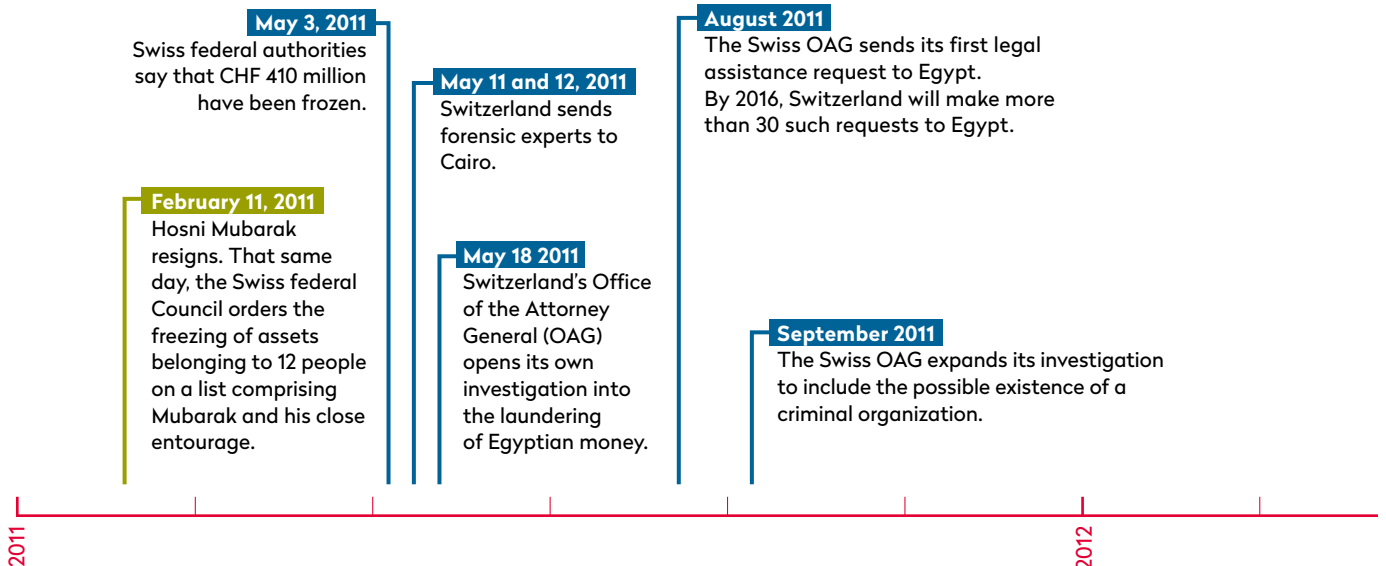 May 3, 2011
Swiss federal authorities
say that CHF 410 million
have been frozen.
August 2011
The Swiss OAG sends its first legal
assistance request to Egypt.
By 2016, Switzerland will make more
than 30 such requests to Egypt.
May 11 and 12, 2011
Switzerland sends
forensic experts to
Cairo.
February 11, 2011
Hosni Mubarak
resigns. That same
day, the Swiss federal
Council orders the
freezing of assets
belonging to 12 people
on a list comprising
Mubarak and his close
entourage.
May 18 2011
Switzerland’s Office
of the Attorney
General (OAG)
opens its own
investigation into
the laundering
of Egyptian money.
September 2011
The Swiss OAG expands its investigation
to include the possible existence of a
criminal organization.
2011
2012